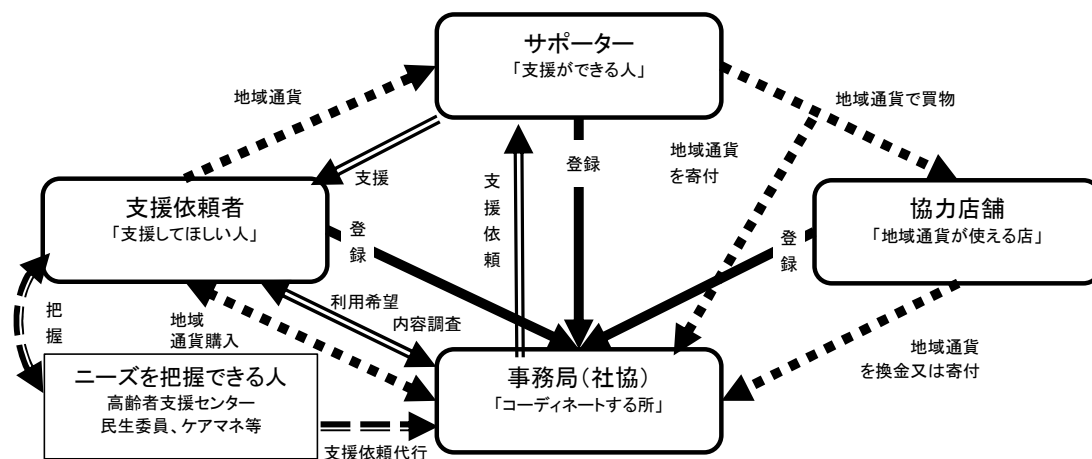 サポーター
「支援ができる人」
地域通貨
地域通貨で買物
支援
支援依頼
登録
地域通貨
を寄付
支援依頼者
「支援してほしい人」
協力店舗
「地域通貨が使える店」
登録
登録
把握
利用希望
内容調査
地域
通貨購入
地域通貨
を換金又は寄付
ニーズを把握できる人
高齢者支援センター
民生委員、ケアマネ等
事務局(社協)
「コーディネートする所」
支援依頼代行